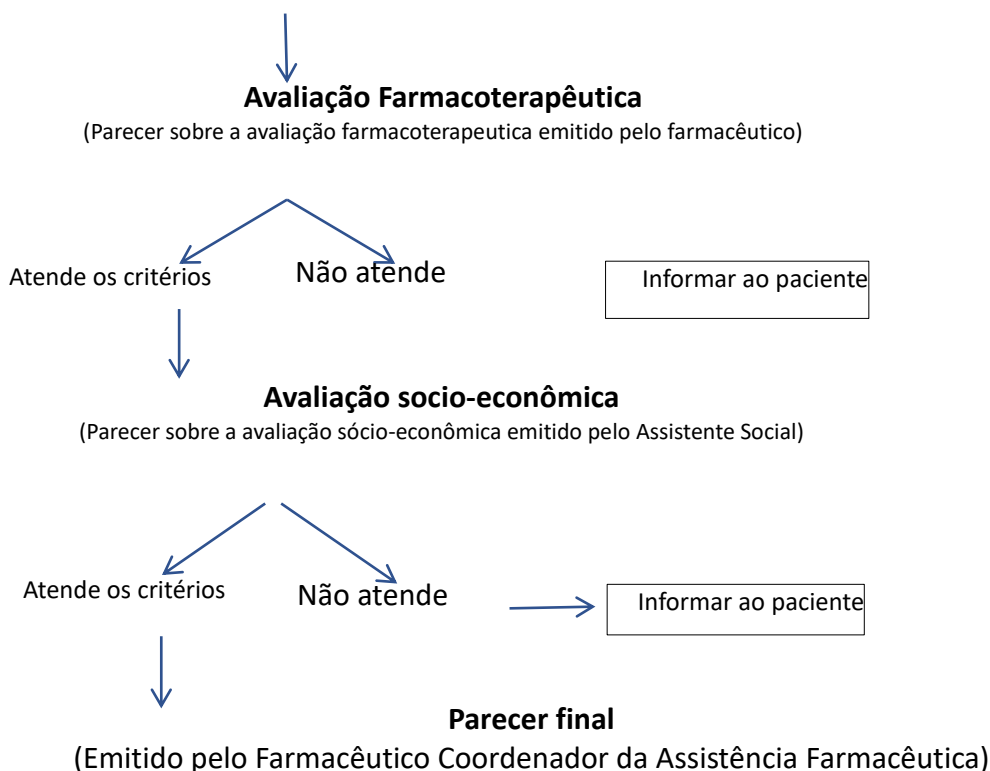 Avaliação Farmacoterapêutica
(Parecer sobre a avaliação farmacoterapeutica emitido pelo farmacêutico)
Atende os critérios
Não atende
Informar ao paciente
Avaliação socio-econômica
(Parecer sobre a avaliação sócio-econômica emitido pelo Assistente Social)
Atende os critérios
Não atende
Informar ao paciente
Parecer final
(Emitido pelo Farmacêutico Coordenador da Assistência Farmacêutica)